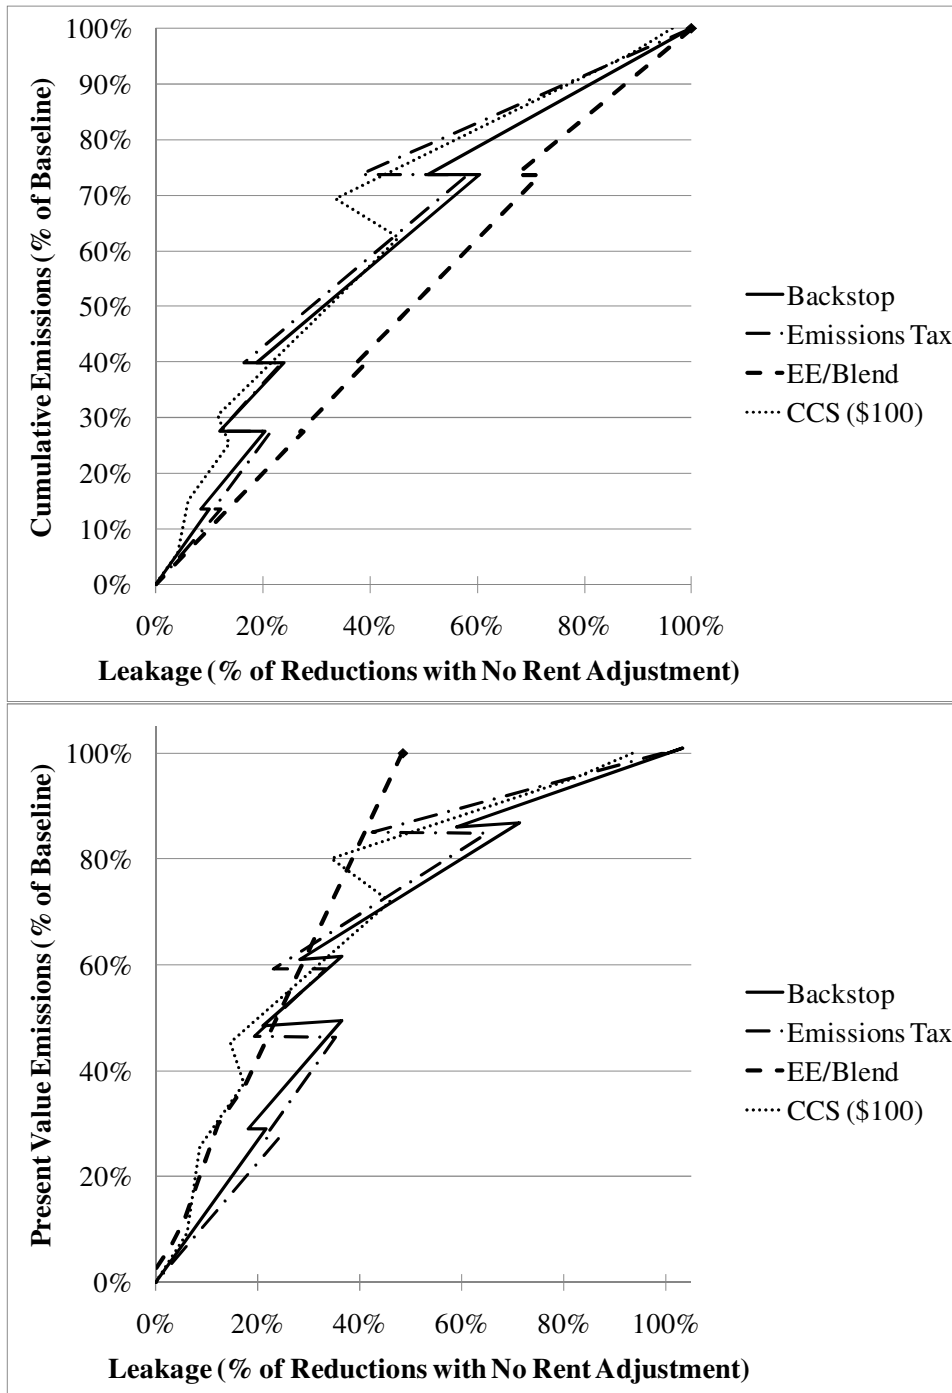 100%
90%
80%
70%
60%
50%
40%
30%
20%
10%
0%
Cumulative Emissions (% of Baseline)
0% 20% 40% 60% 80% 100%
Leakage (% of Reductions with No Rent Adjustment)
Backstop
Emissions Tax
EE/Blend
CCS ($100)
100%
80%
60%
40%
20%
0%
Present Value Emissions (% of Baseline)
0% 20% 40% 60% 80% 100%
Leakage (% of Reductions with No Rent Adjustment)
Backstop
Emissions Tax
EE/Blend
CCS ($100)